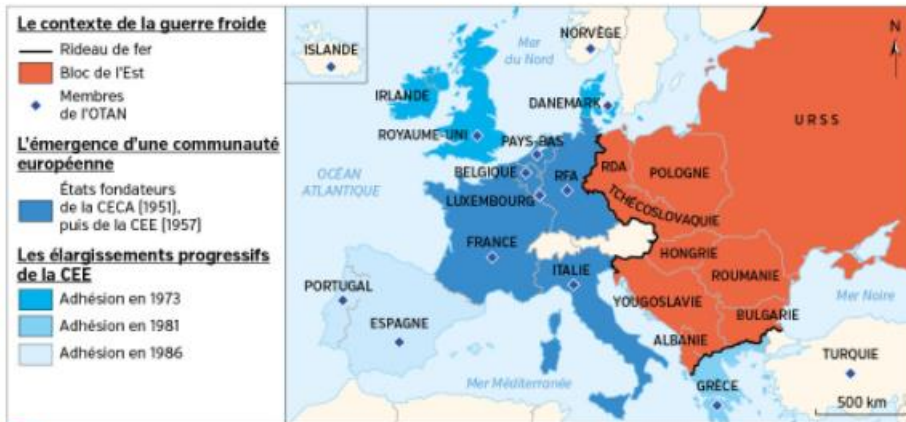 Le contexte de la guerre froide
Rideau de fer
Bloc de l'Est
Membres
de l'OTAN
L'émergence d'une communauté
européenne
États fondateurs
de la CECA (1951),
puis de la CEE (1957)
Les élargissements progressifs
de la CEE
Adhésion en 1973
Adhésion en 1981
Adhésion en 1986
ISLANDE
NORVÈGE
N
Mer
du Nord
IRLANDE
DANEMARK
URSS
ROYAUME-UNI
PAYS-BAS
RDA
POLOGNE
OCÉAN
ATLANTIQUE
BELGIQUE
RFA
LUXEMBOURG
TCHÉCOSLOVAQUIE
FRANCE
HONGRIE
ITALIE
ROUMANIE
PORTUGAL
YOUGOSLAVIE
Mer Noire
ESPAGNE
BULGARIE
ALBANIE
TURQUIE
Mer Méditerranée
GRÈCE
500 km